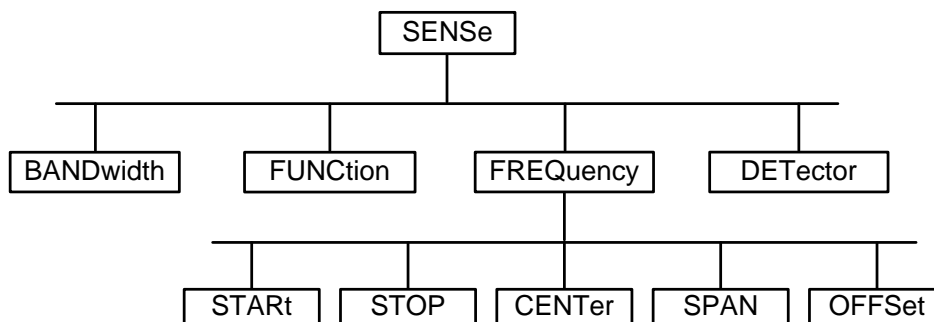 SENSe
BANDwidth FUNCtion FREQuency DETector
STARt STOP CENTer SPAN OFFSet